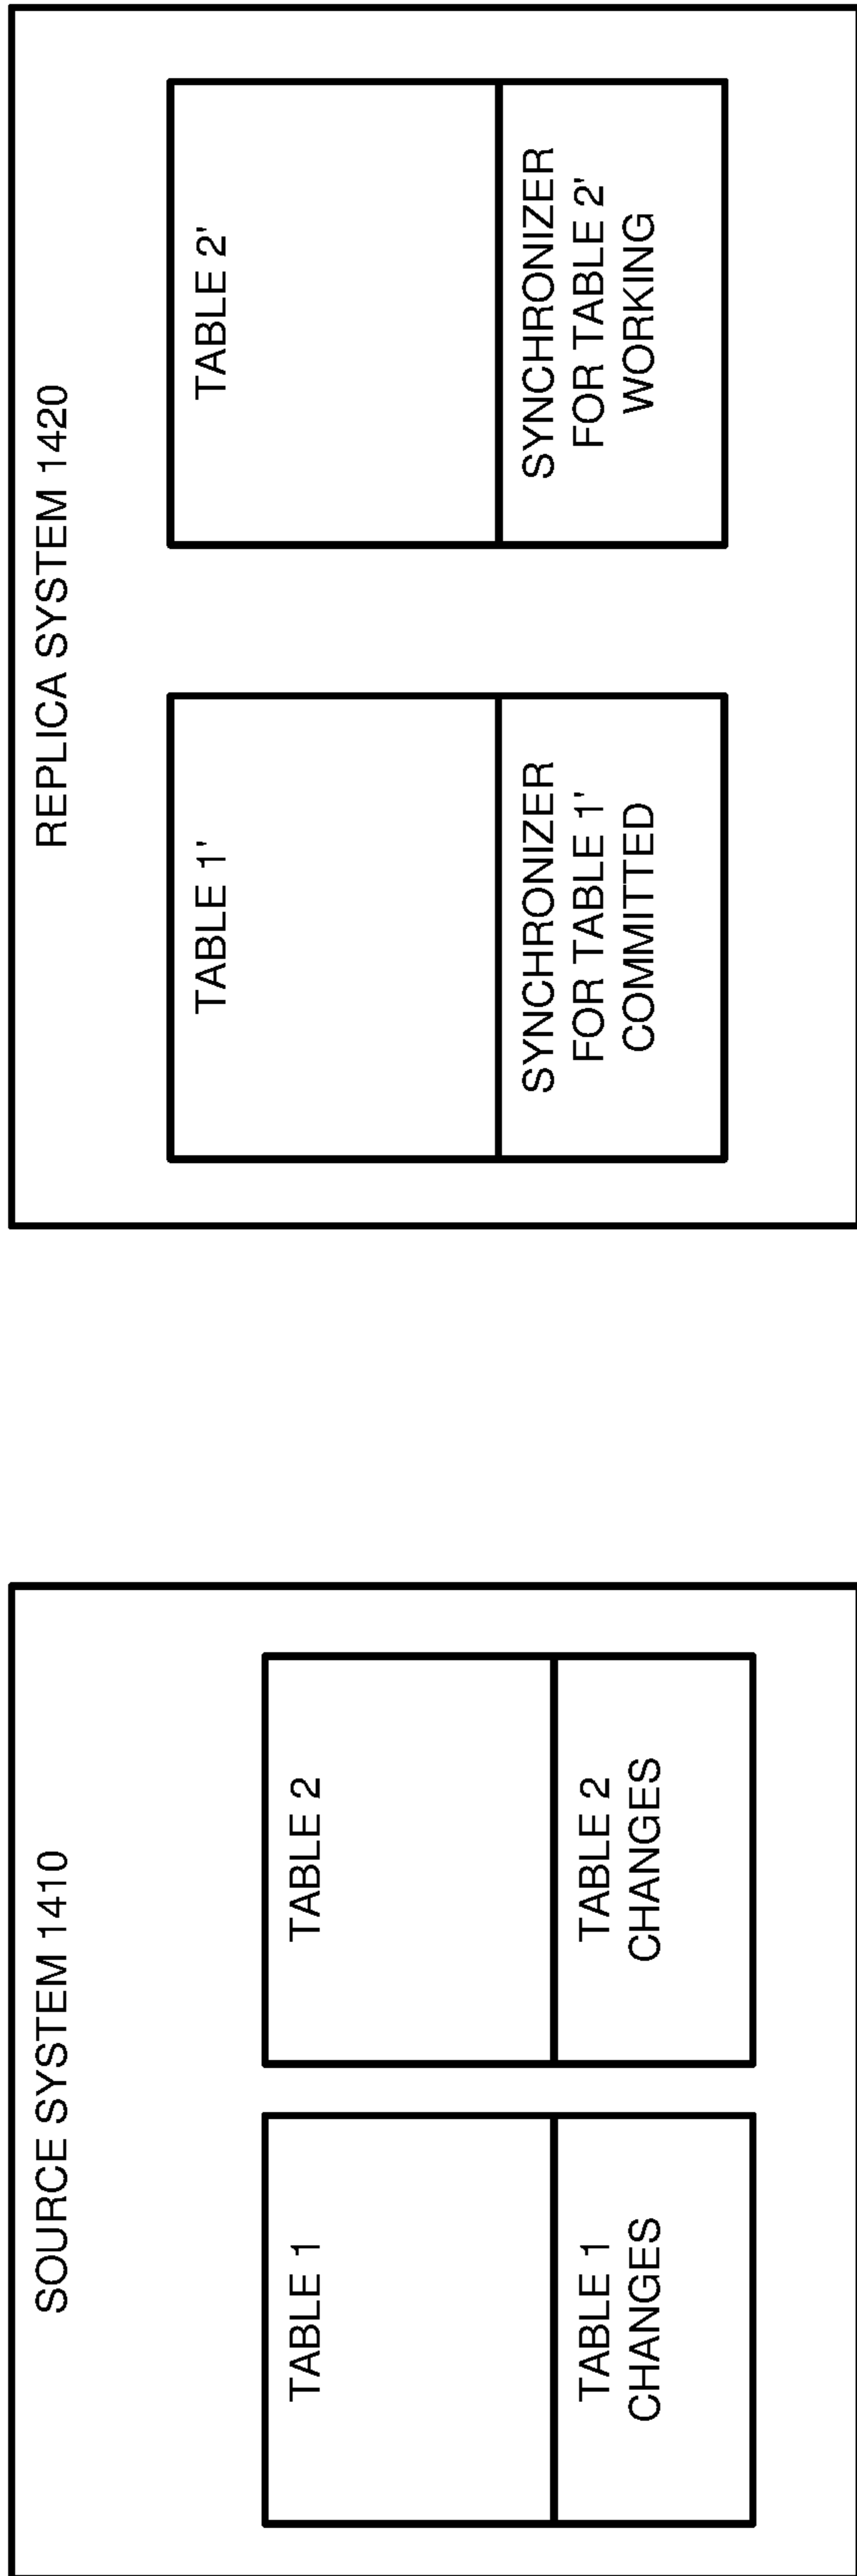 SOURCE SYSTEM 1410
TABLE 1
TABLE 1
CHANGES
TABLE 2
TABLE 2
CHANGES
REPLICA SYSTEM 1420
TABLE 1'
SYNCHRONIZER
FOR TABLE 1'
COMMITTED
TABLE 2'
SYNCHRONIZER
FOR TABLE 2'
WORKING